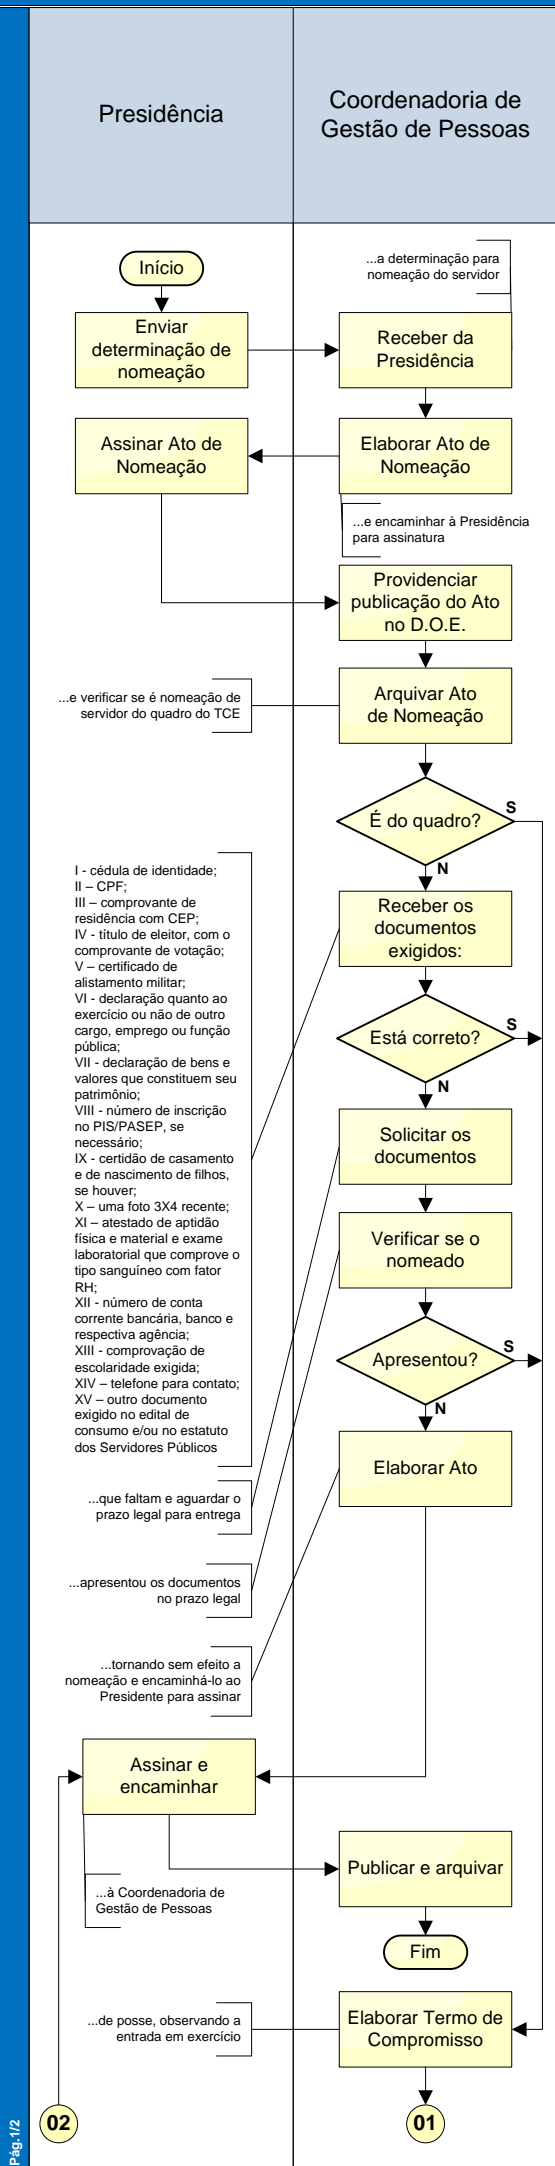 Presidência
Coordenadoria de
Gestão de Pessoas
Início
...a determinação para
nomeação do servidor
Enviar
determinação de
nomeação
Receber da
Presidência
Assinar Ato de
Nomeação
Elaborar Ato de
Nomeação
...e encaminhar à Presidência
para assinatura
Providenciar
publicação do Ato
no D.O.E.
...e verificar se é nomeação de
servidor do quadro do TCE
Arquivar Ato
de Nomeação
É do quadro?
S
N
I - cédula de identidade;
II – CPF;
III – comprovante de
residência com CEP;
IV - título de eleitor, com o
comprovante de votação;
V – certificado de
alistamento militar;
VI - declaração quanto ao
exercício ou não de outro
cargo, emprego ou função
pública;
VII - declaração de bens e
valores que constituem seu
patrimônio;
VIII - número de inscrição
no PIS/PASEP, se
necessário;
IX - certidão de casamento
e de nascimento de filhos,
se houver;
X – uma foto 3X4 recente;
XI – atestado de aptidão
física e material e exame
laboratorial que comprove o
tipo sanguíneo com fator
RH;
XII - número de conta
corrente bancária, banco e
respectiva agência;
XIII - comprovação de
escolaridade exigida;
XIV – telefone para contato;
XV – outro documento
exigido no edital de
consumo e/ou no estatuto
dos Servidores Públicos
Receber os
documentos
exigidos:
Está correto?
S
N
Solicitar os
documentos
Verificar se o
nomeado
Apresentou?
S
N
Elaborar Ato
...que faltam e aguardar o
prazo legal para entrega
...apresentou os documentos
no prazo legal
...tornando sem efeito a
nomeação e encaminhá-lo ao
Presidente para assinar
Assinar e
encaminhar
...à Coordenadoria de
Gestão de Pessoas
Publicar e arquivar
Fim
...de posse, observando a
entrada em exercício
Elaborar Termo de
Compromisso
02
01
Pág.1/2